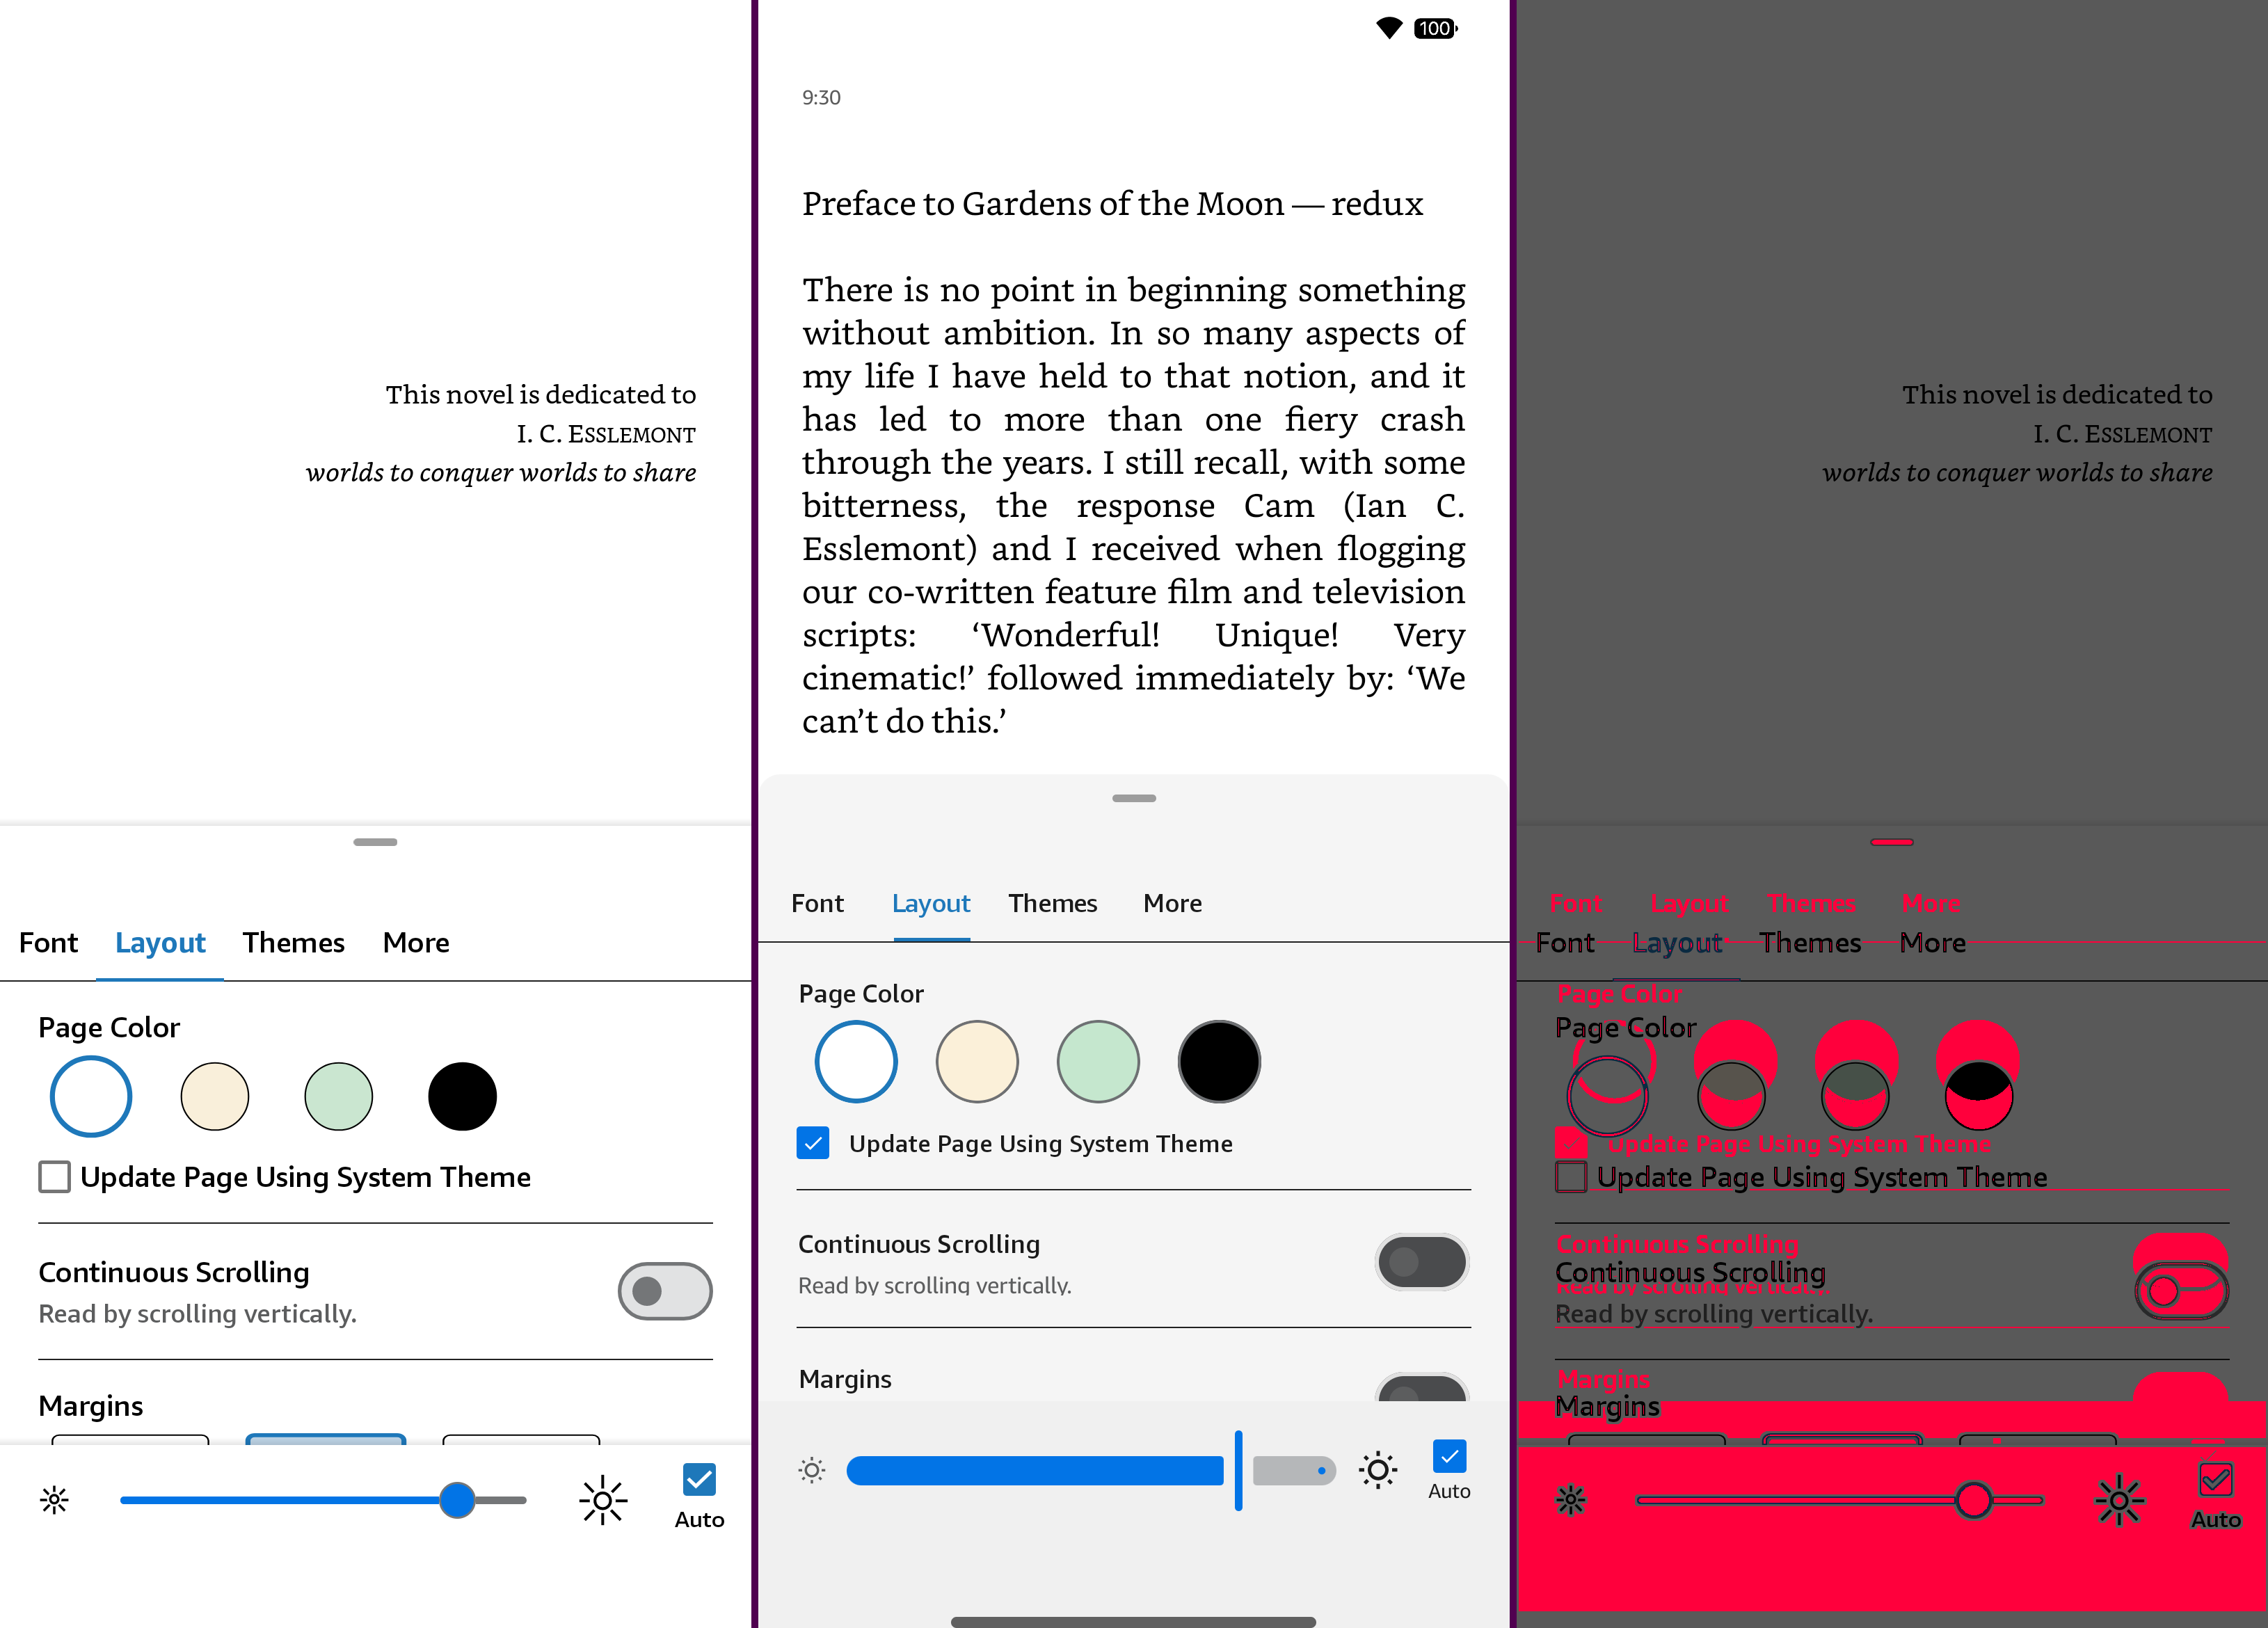 This novel is dedicated to
I. C. ESSLEMONT
worlds to conquer worlds to share
Font Layout Themes More
Page Color
Update Page Using System Theme
Continuous Scrolling
Read by scrolling vertically.
Margins
Auto
100
9:30
Preface to Gardens of the Moon — redux
There is no point in beginning something
without ambition. In so many aspects of
my life I have held to that notion, and it
has led to more than one fiery crash
through the years. I still recall, with some
bitterness, the response Cam (Ian C.
Esslemont) and I received when flogging
our co-written feature film and television
scripts: ‘Wonderful! Unique! Very
cinematic!’ followed immediately by: ‘We
can’t do this.’
Font Layout Themes More
Page Color
Update Page Using System Theme
Continuous Scrolling
Read by scrolling vertically.
Margins
Auto
This novel is dedicated to
I. C. ESSLEMONT
worlds to conquer worlds to share
Font Layout Themes More
Font Layout Themes More
Page Color
Page Color
Update Page Using System Theme
Update Page Using System Theme
Continuous Scrolling
Continuous Scrolling
Read by scrolling vertically.
Read by scrolling vertically.
Margins
Margins
Auto